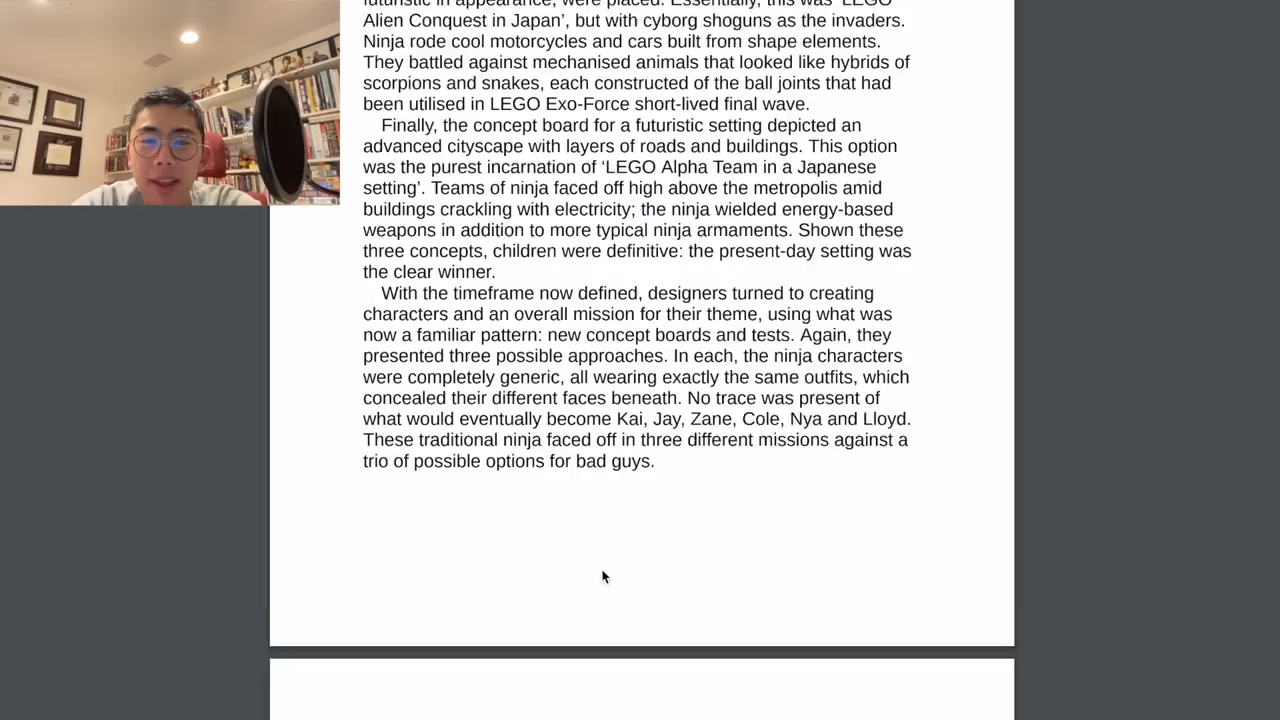 futuristic in appearance, were placed. Essentially, this was ‘LEGO
Alien Conquest in Japan’, but with cyborg shoguns as the invaders.
Ninja rode cool motorcycles and cars built from shape elements.
They battled against mechanised animals that looked like hybrids of
scorpions and snakes, each constructed of the ball joints that had
been utilised in LEGO Exo-Force short-lived final wave.
Finally, the concept board for a futuristic setting depicted an
advanced cityscape with layers of roads and buildings. This option
was the purest incarnation of ‘LEGO Alpha Team in a Japanese
setting’. Teams of ninja faced off high above the metropolis amid
buildings crackling with electricity; the ninja wielded energy-based
weapons in addition to more typical ninja armaments. Shown these
three concepts, children were definitive: the present-day setting was
the clear winner.
With the timeframe now defined, designers turned to creating
characters and an overall mission for their theme, using what was
now a familiar pattern: new concept boards and tests. Again, they
presented three possible approaches. In each, the ninja characters
were completely generic, all wearing exactly the same outfits, which
concealed their different faces beneath. No trace was present of
what would eventually become Kai, Jay, Zane, Cole, Nya and Lloyd.
These traditional ninja faced off in three different missions against a
trio of possible options for bad guys.